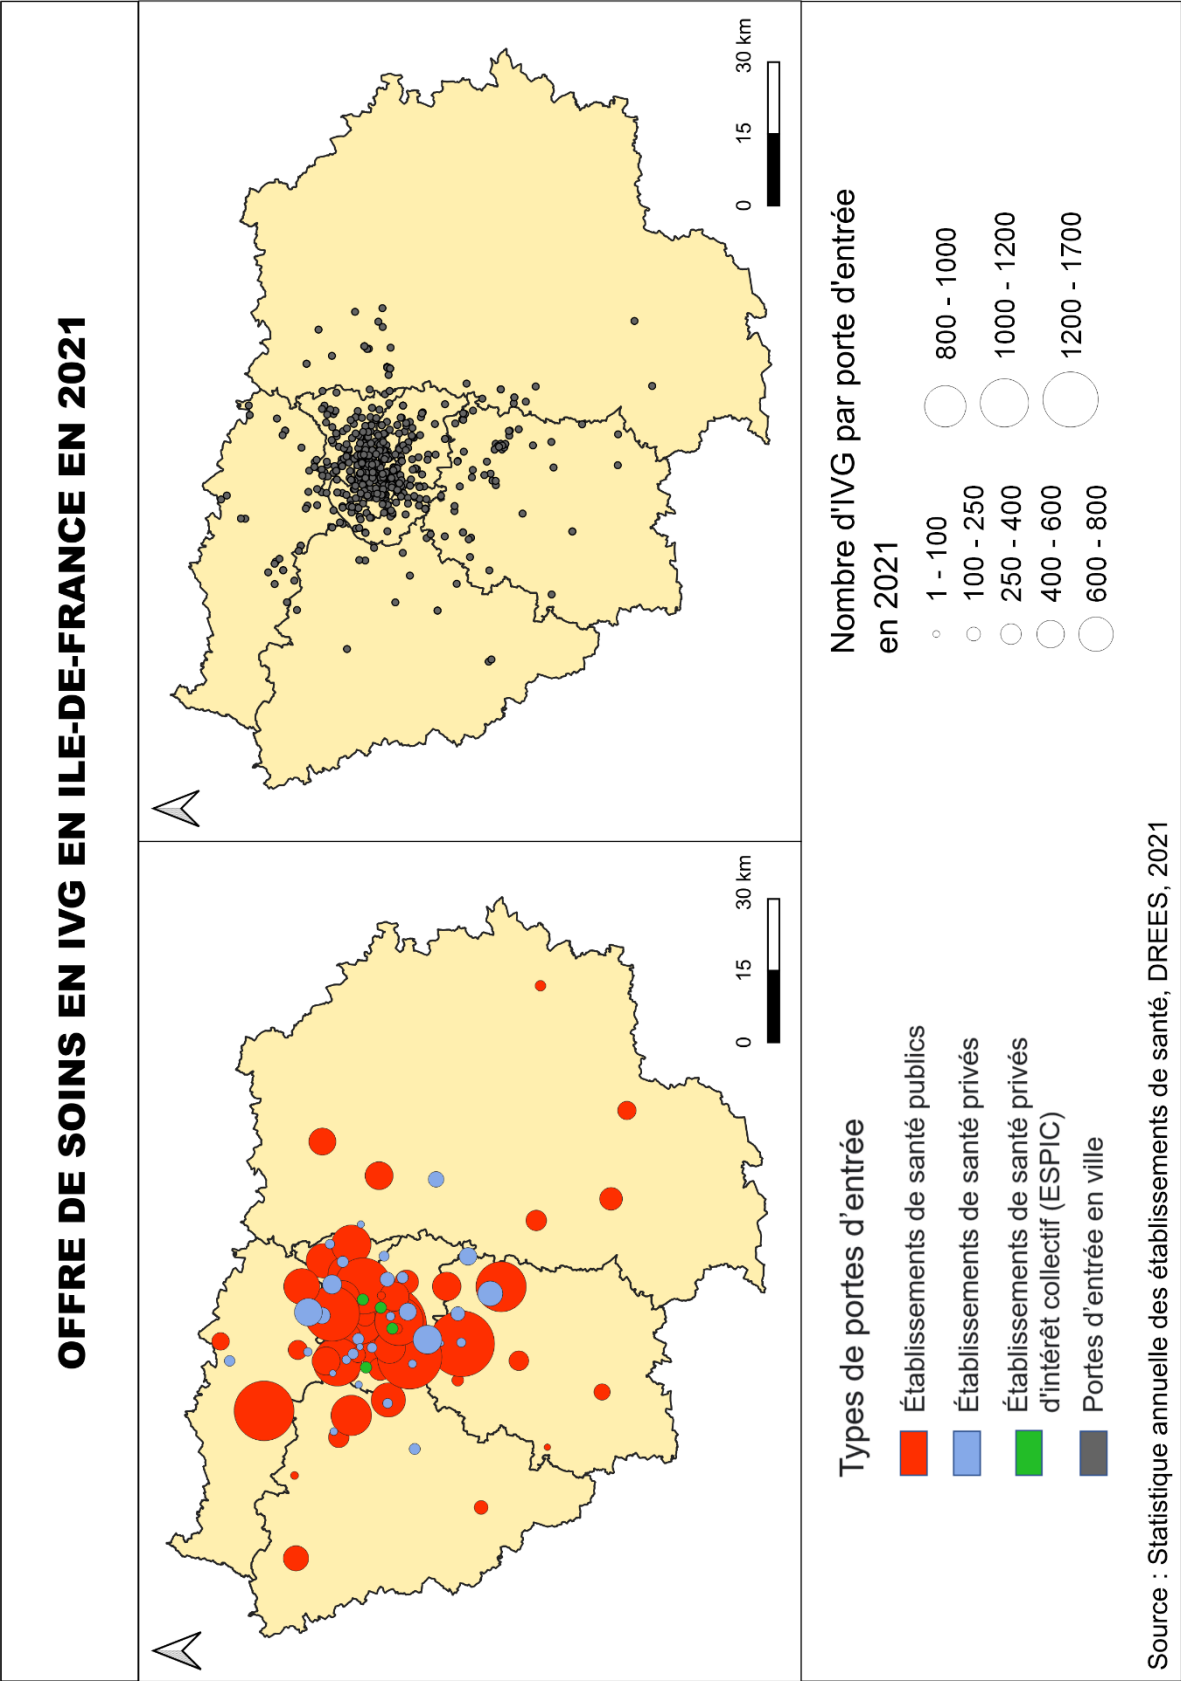 OFFRE DE SOINS EN IVG EN ILE-DE-FRANCE EN 2021
0 15 30 km
0 15 30 km
Types de portes d'entrée
Établissements de santé publics
Établissements de santé privés
Établissements de santé privés
d'intérêt collectif (ESPIC)
Portes d'entrée en ville
Nombre d'IVG par porte d'entrée
en 2021
1 - 100
100 - 250
250 - 400
400 - 600
600 - 800
800 - 1000
1000 - 1200
1200 - 1700
Source : Statistique annuelle des établissements de santé, DREES, 2021